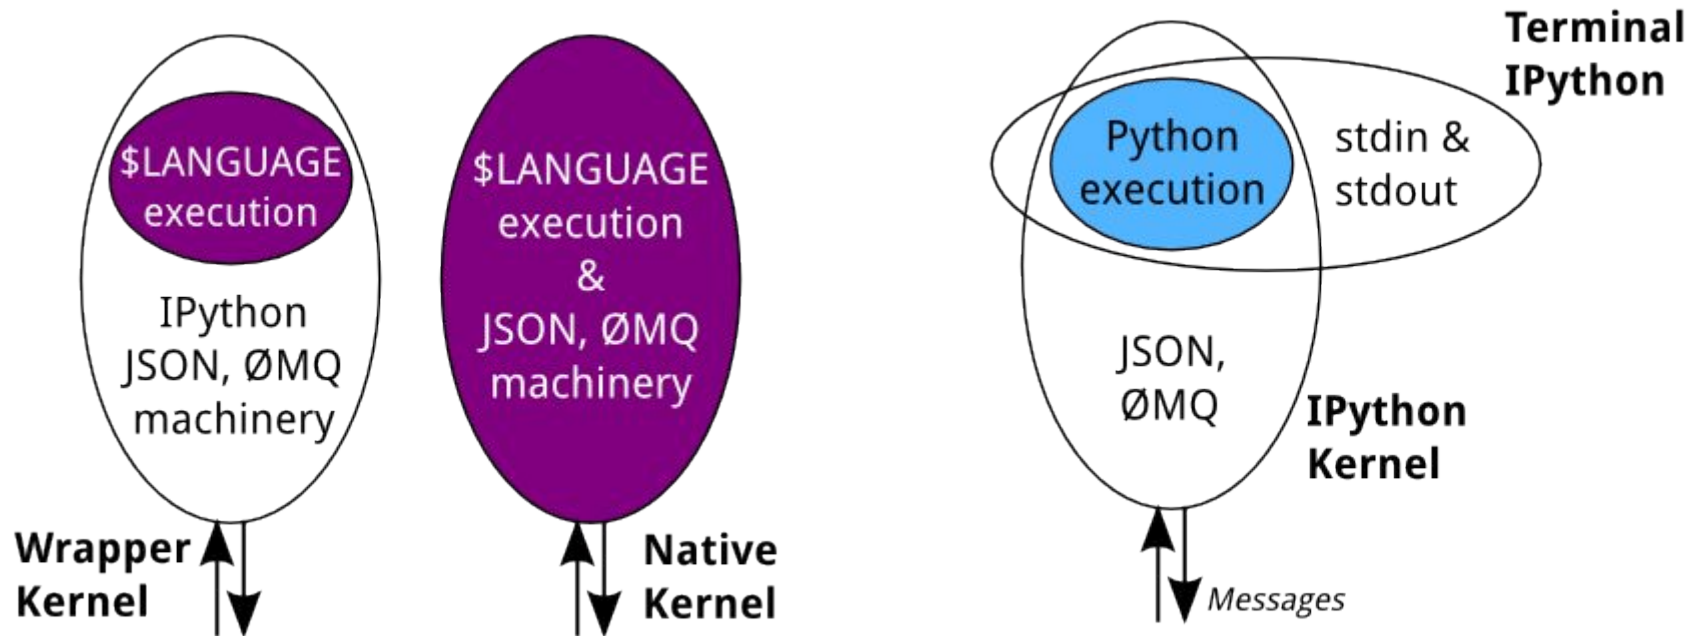 $LANGUAGE
execution
IPython
JSON, ØMQ
machinery
Wrapper
Kernel
$LANGUAGE
execution
&
JSON, ØMQ
machinery
Native
Kernel
Terminal
IPython
Python
execution
stdin &
stdout
JSON,
ØMQ
IPython
Kernel
Messages